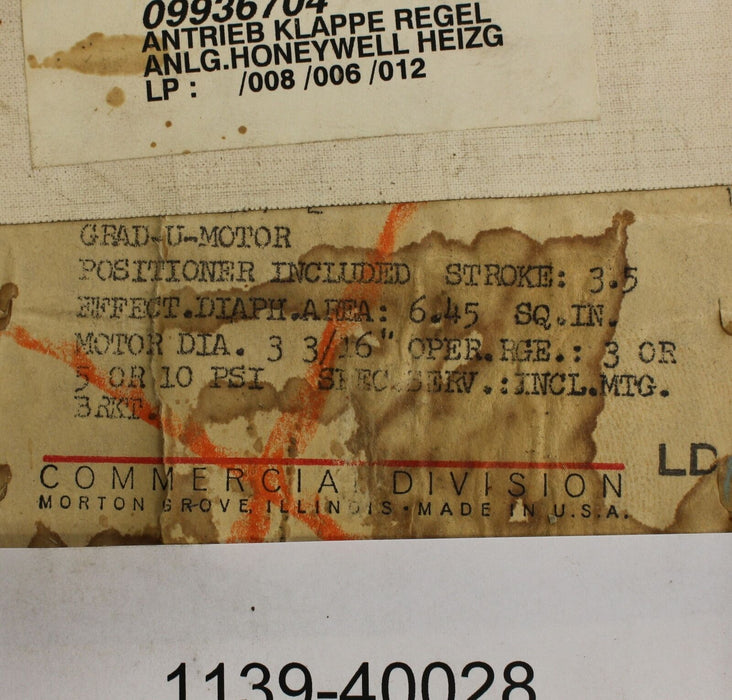 09936704
ANTRIEB KLAPPE REGEL
ANLG.HONEYWELL HEIZG
LP : /008 /006 /012
GRAD-U-MOTOR
POSITIONER INCLUDED STROKE: 3.5
EFFECT.DIAPH.AREA: 6.45 SQ.IN.
MOTOR DIA. 3 3/16" OPER.RGE.: 3 OR
5 OR 10 PSI SPEC.SERV.:INCL.MTG.
BRKT.
COMMERCIAL DIVISION
LD
MORTON GROVE, ILLINOIS • MADE IN U.S.A.
1139-40028